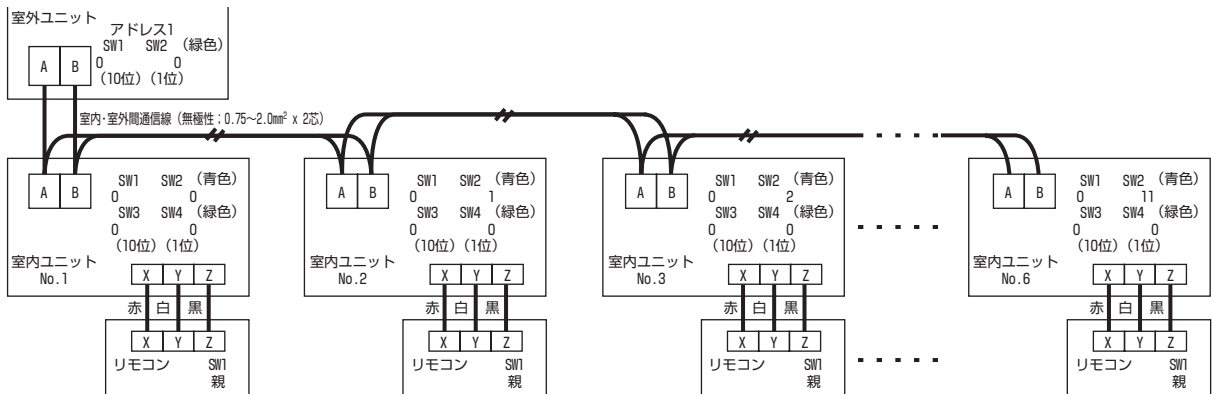 室外ユニット
アドレス1
SW1 SW2 (緑色)
A B 0 0
(10位) (1位)
室内・室外間通信線 (無極性 ; 0.75~2.0mm² x 2芯)
A B
SW1 SW2 (青色)
0 0
SW3 SW4 (緑色)
0 0
(10位) (1位)
室内ユニット
No.1
X Y Z
赤 白 黒
X Y Z
リモコン SW1
親
A B
SW1 SW2 (青色)
0 1
SW3 SW4 (緑色)
0 0
(10位) (1位)
室内ユニット
No.2
X Y Z
赤 白 黒
X Y Z
リモコン SW1
親
A B
SW1 SW2 (青色)
0 2
SW3 SW4 (緑色)
0 0
(10位) (1位)
室内ユニット
No.3
X Y Z
赤 白 黒
X Y Z
リモコン SW1
親
A B
SW1 SW2 (青色)
0 11
SW3 SW4 (緑色)
0 0
(10位) (1位)
室内ユニット
No.6
X Y Z
赤 白 黒
X Y Z
リモコン SW1
親